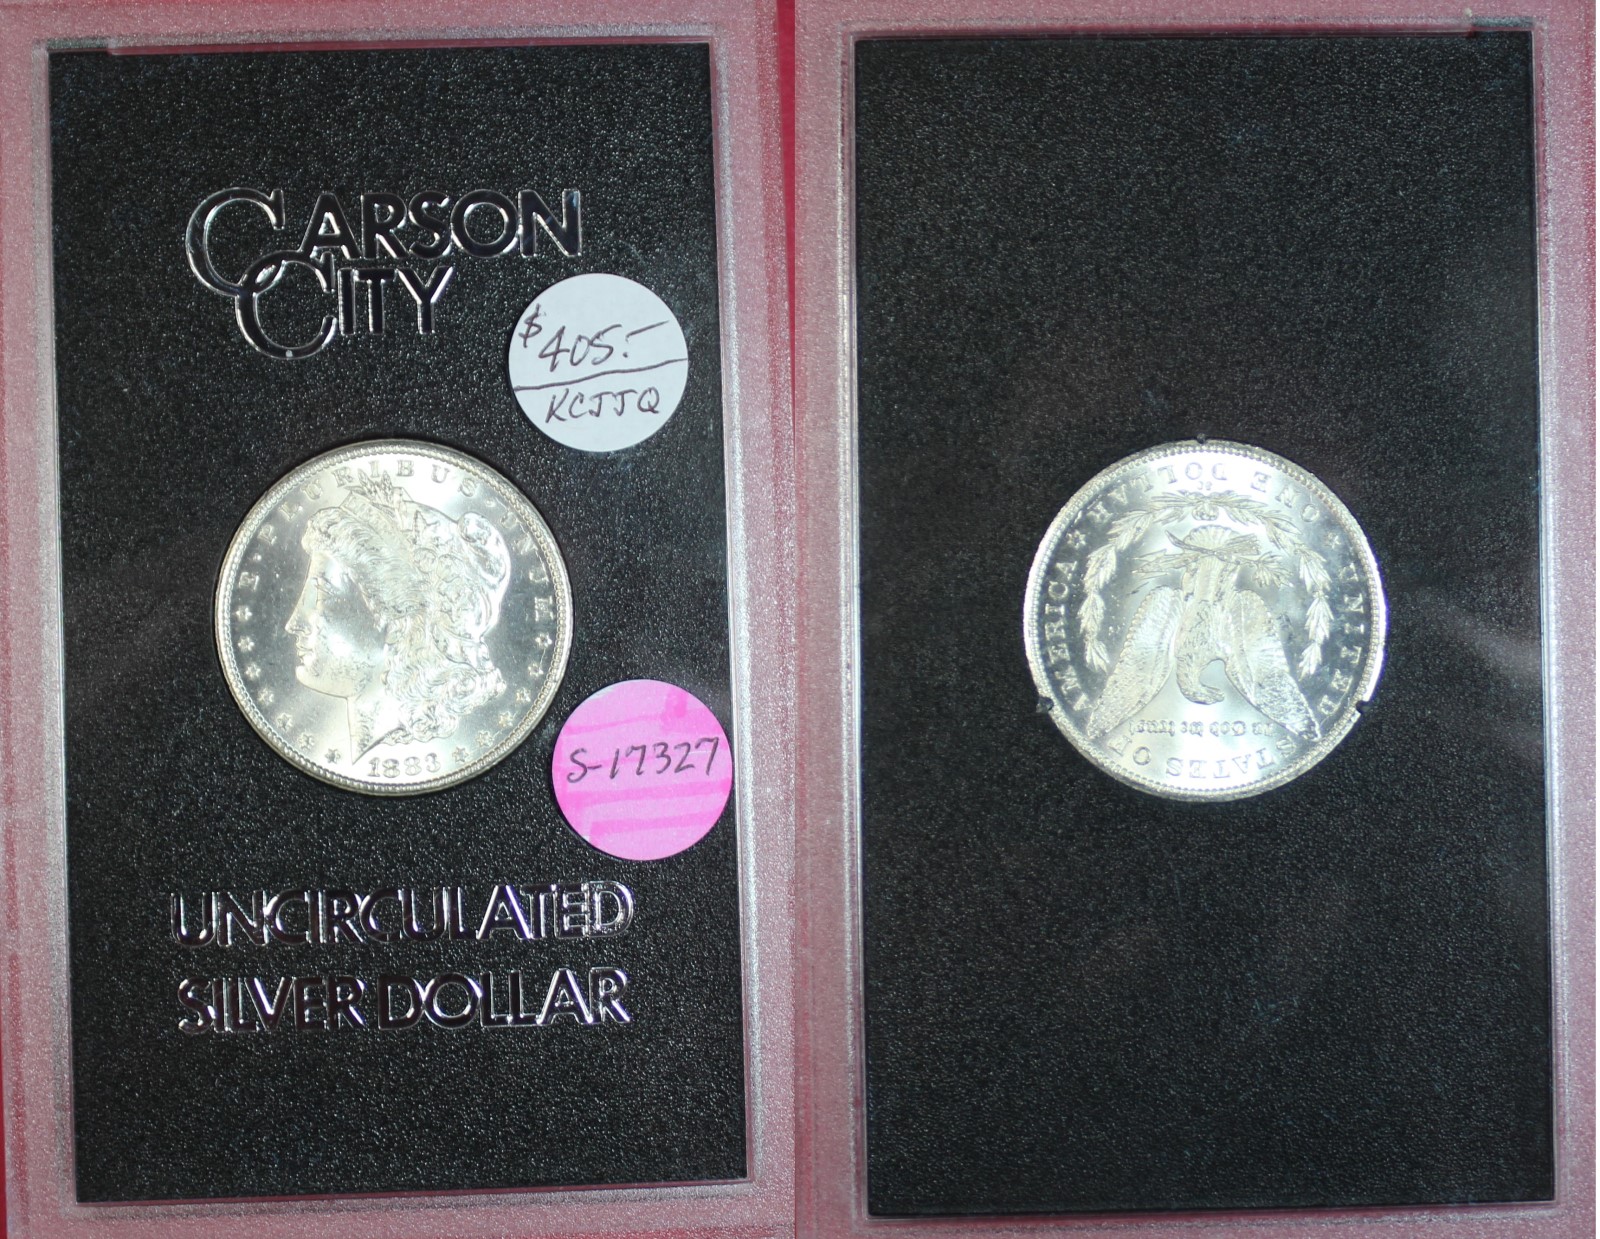 CARSON
CITY
$405.-
KCJJQ
E·PLURIBUS·UNUM
1883
S-17327
UNCIRCULATED
SILVER DOLLAR
ONE DOLLAR
UNITED STATES OF AMERICA
In God we trust
CC